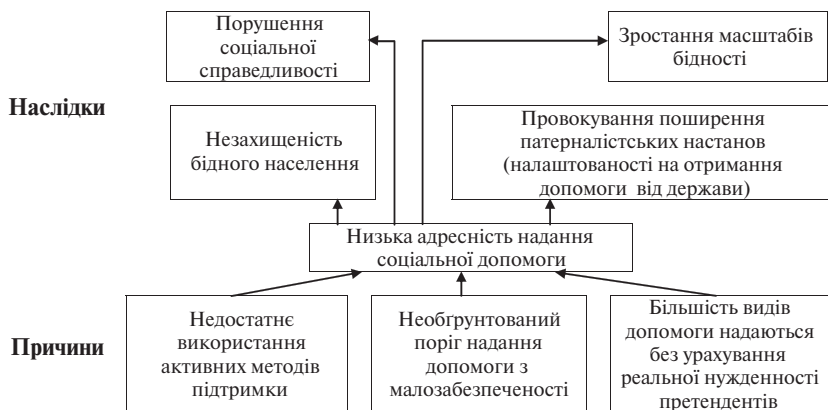 Порушення
соціальної
справедливості
Зростання масштабів
бідності
Наслідки
Незахищеність
бідного населення
Провокування поширення
патерналістських настанов
(налаштованості на отримання
допомоги від держави)
Низька адресність надання
соціальної допомоги
Причини
Недостатнє
використання
активних методів
підтримки
Необґрунтований
поріг надання
допомоги з
малозабезпеченості
Більшість видів
допомоги надаються
без урахування
реальної нужденності
претендентів